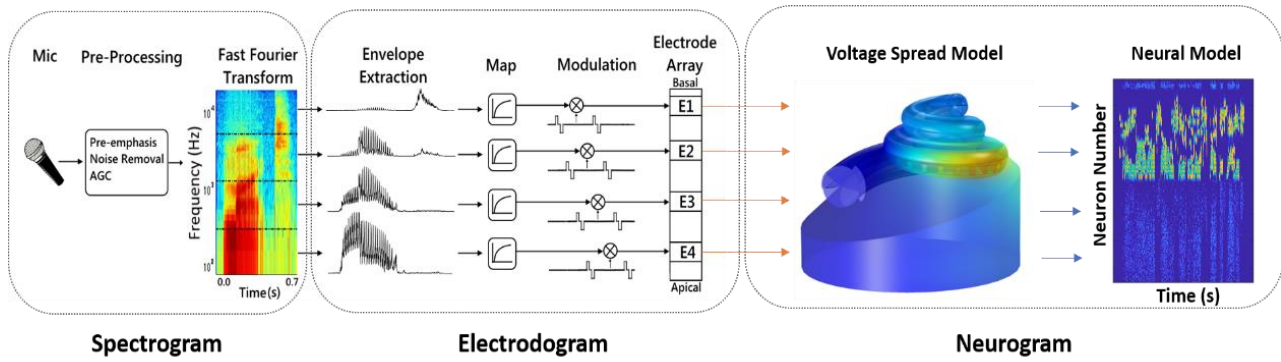 Mic
Pre-Processing
Pre-emphasis
Noise Removal
AGC
Fast Fourier
Transform
Frequency (Hz)
10⁴
10³
10²
0.0
0.7
Time(s)
Spectrogram
Envelope
Extraction
Map
Modulation
Electrode
Array
Basal
E1
E2
E3
E4
Apical
Electrodogram
Voltage Spread Model
Neural Model
Neuron Number
Time (s)
Neurogram